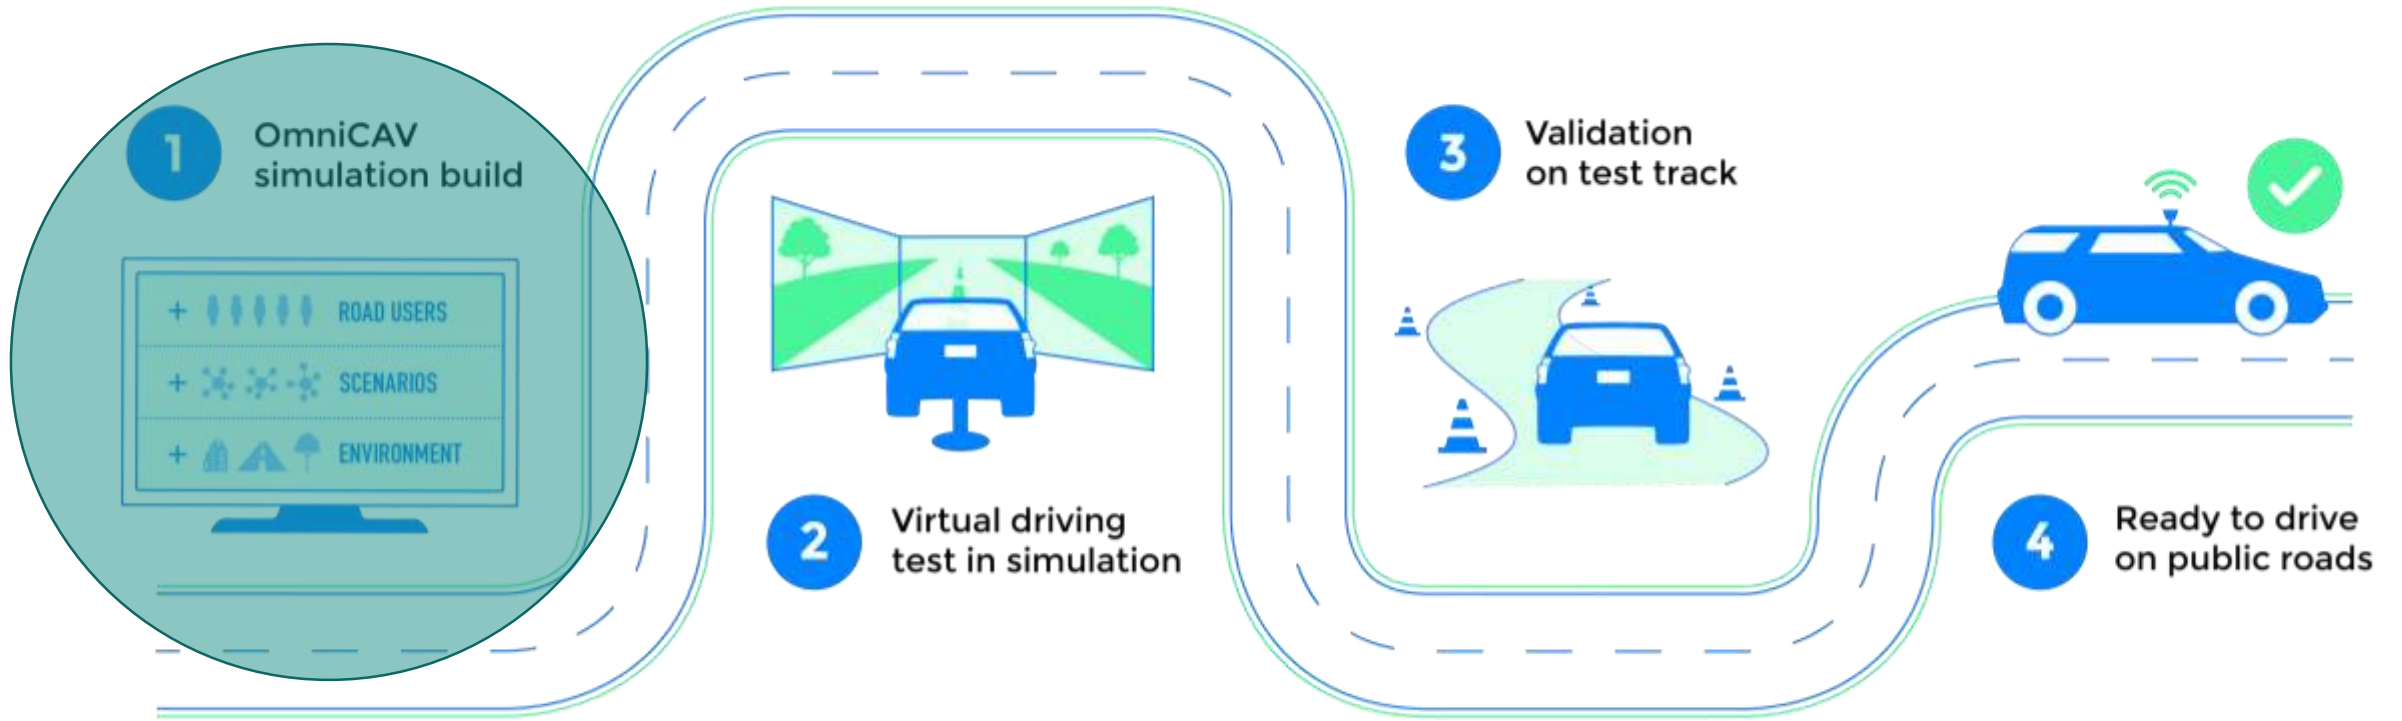 1
OmniCAV
simulation build
+ ROAD USERS
+ SCENARIOS
+ ENVIRONMENT
2
Virtual driving
test in simulation
3
Validation
on test track
4
Ready to drive
on public roads